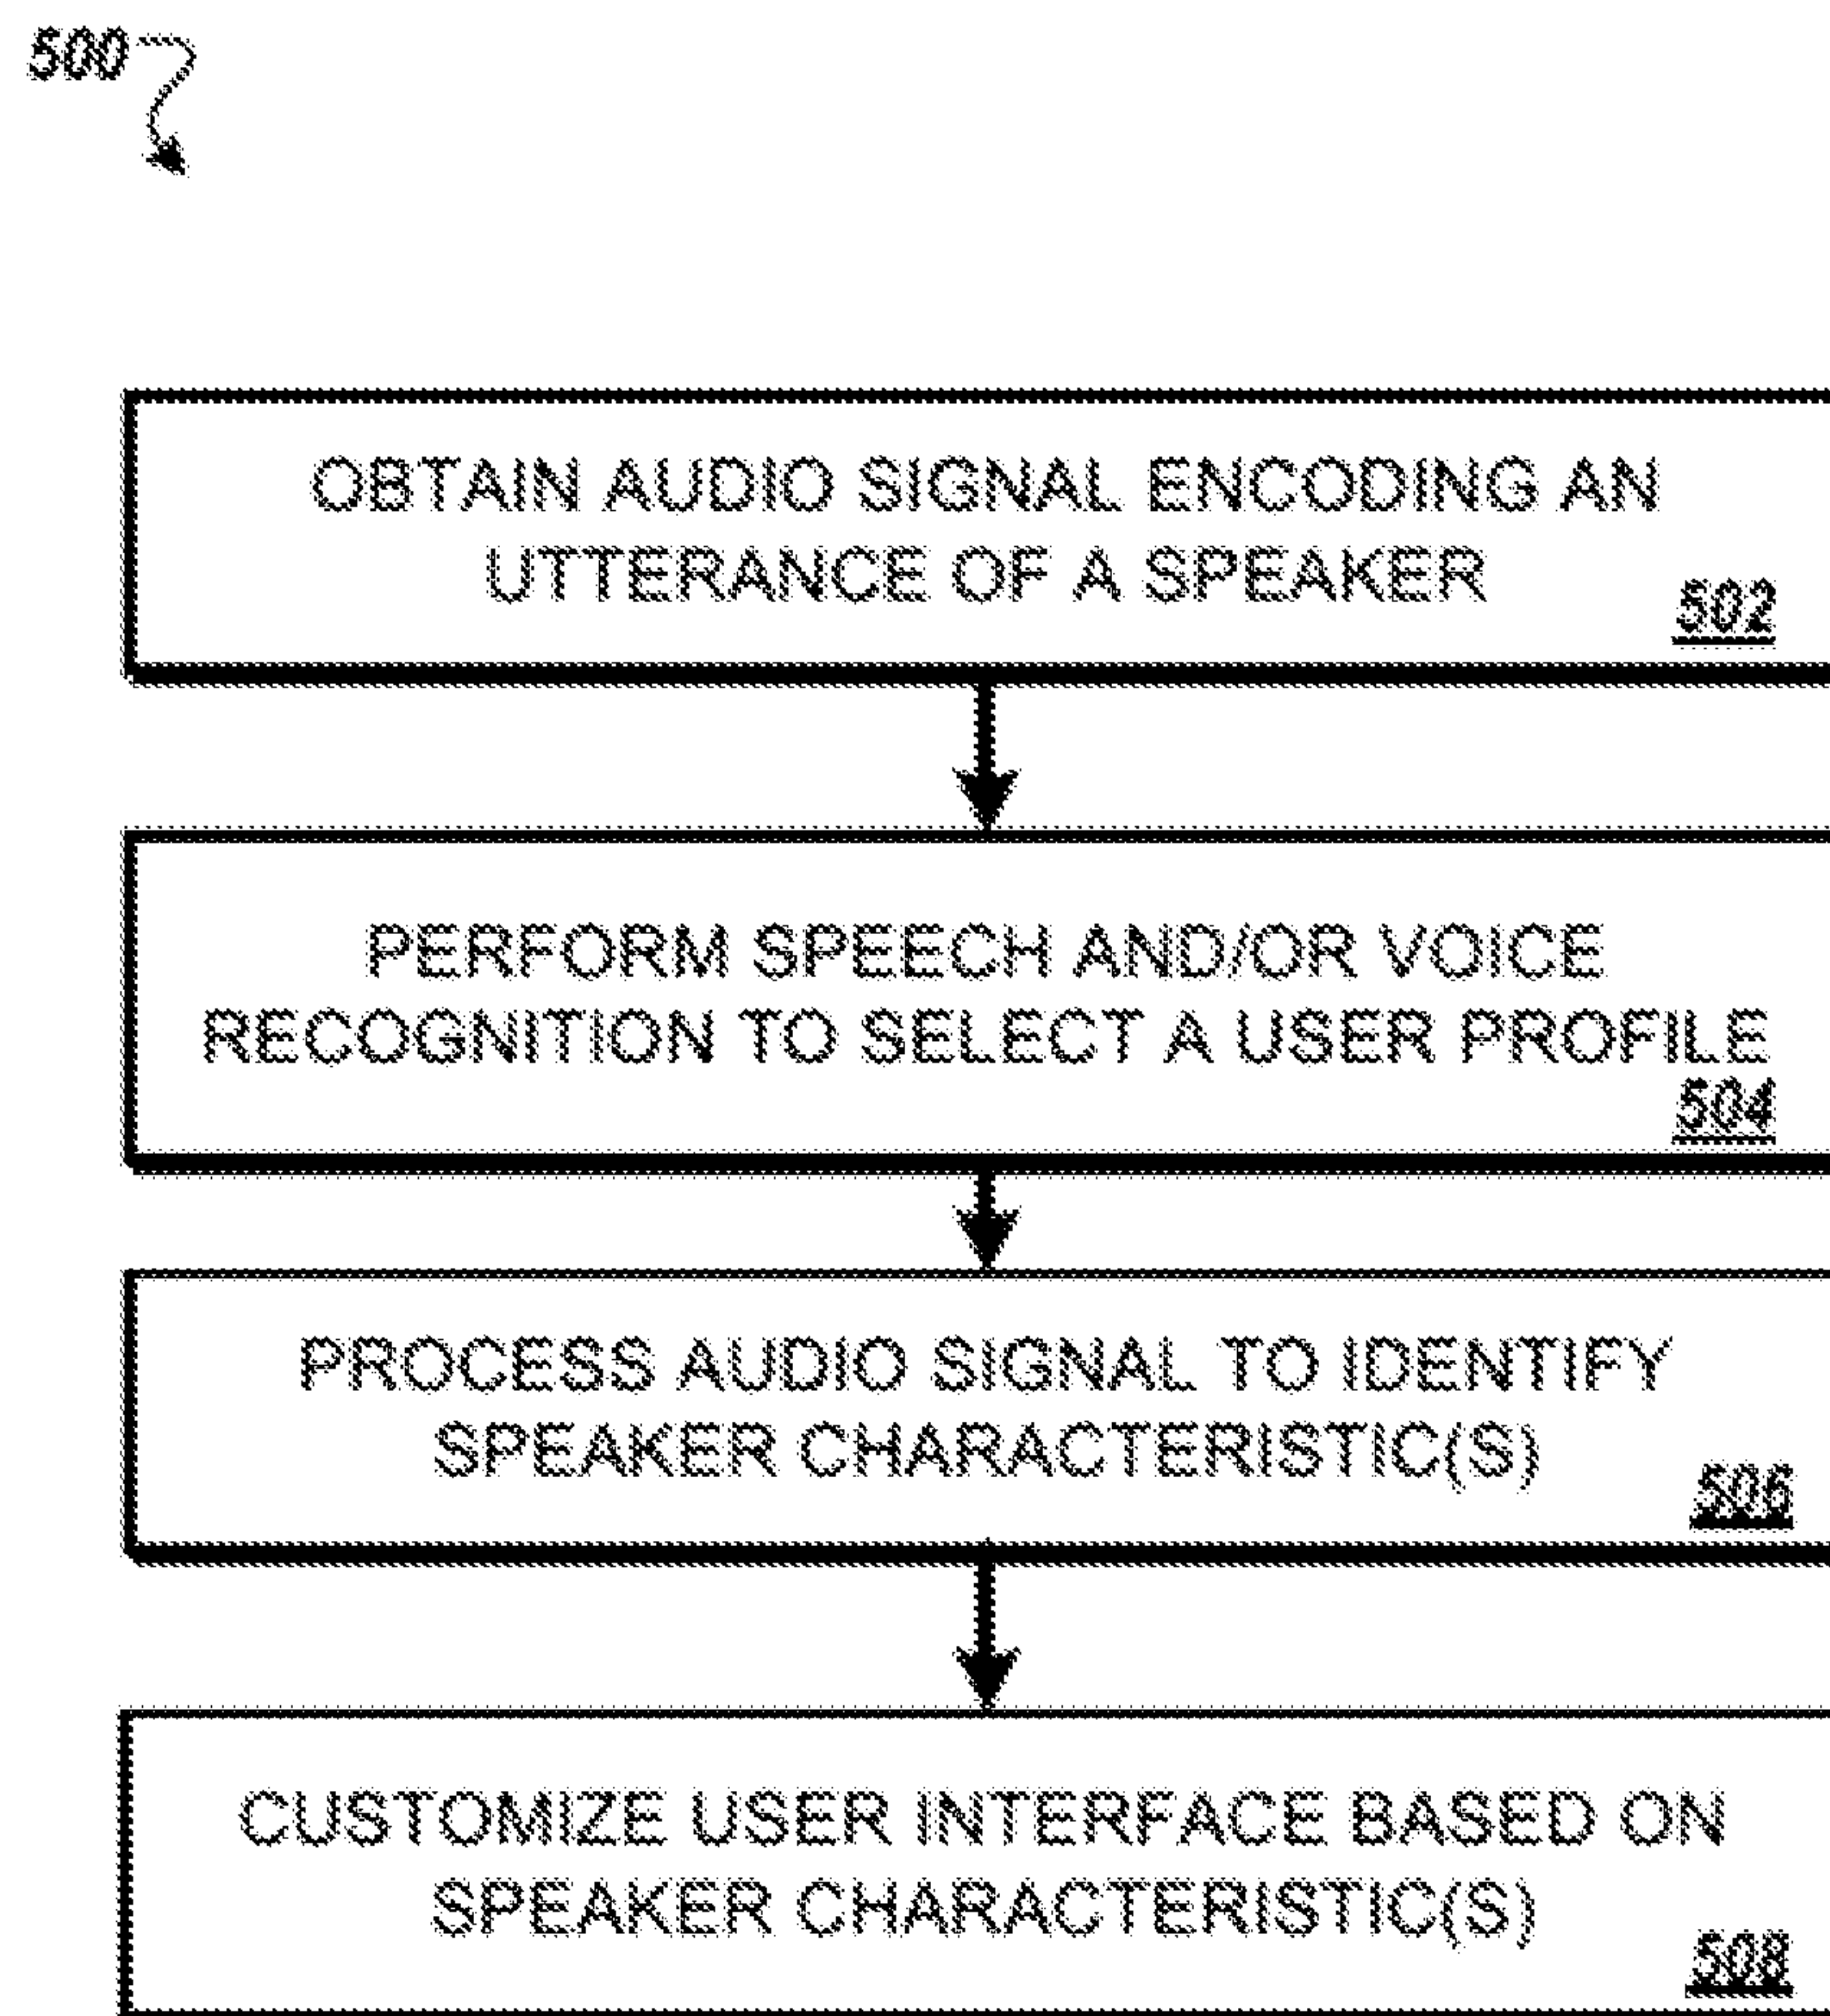 500
OBTAIN AUDIO SIGNAL ENCODING AN
UTTERANCE OF A SPEAKER
502
PERFORM SPEECH AND/OR VOICE
RECOGNITION TO SELECT A USER PROFILE
504
PROCESS AUDIO SIGNAL TO IDENTIFY
SPEAKER CHARACTERISTIC(S)
506
CUSTOMIZE USER INTERFACE BASED ON
SPEAKER CHARACTERISTIC(S)
508